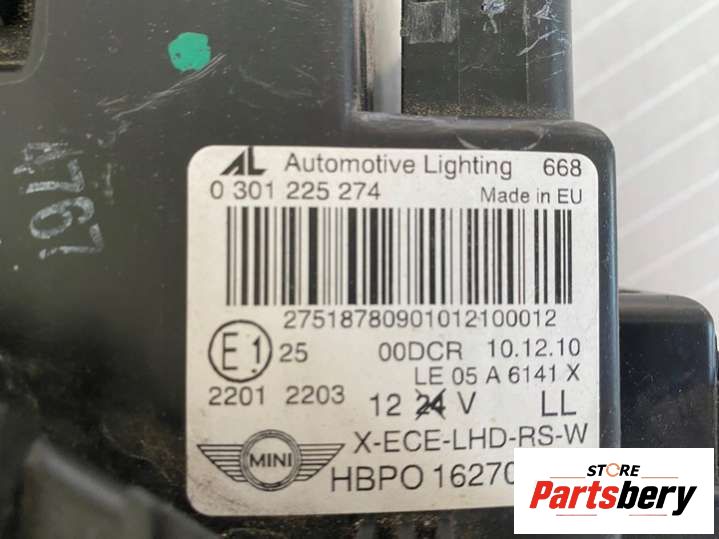 AL Automotive Lighting 668
0 301 225 274 Made in EU
27518780901012100012
E1 25 00DCR 10.12.10
LE 05 A 6141 X
2201 2203 12 24 V LL
MINI X-ECE-LHD-RS-W
HBPO 16270
STORE
Partsbery